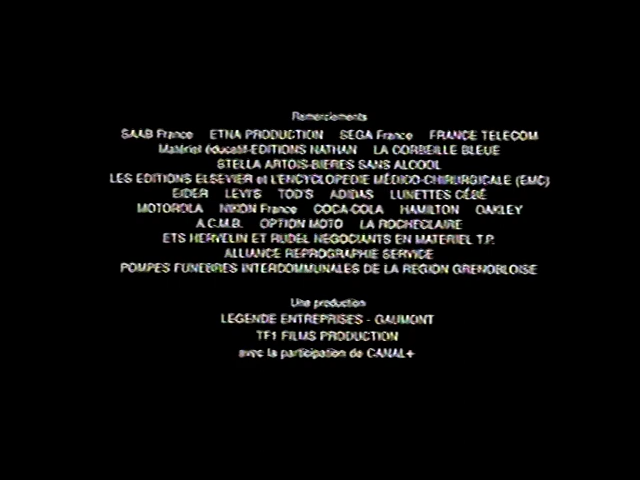 Remerciements
SAAB France ETNA PRODUCTION SEGA France FRANCE TELECOM
Matériel éducatif-EDITIONS NATHAN LA CORBEILLE BLEUE
STELLA ARTOIS-BIERES SANS ALCOOL
LES EDITIONS ELSEVIER et L'ENCYCLOPEDIE MÉDICO-CHIRURGICALE (EMC)
EIDER LEVI'S TOD'S ADIDAS LUNETTES CÉBÉ
MOTOROLA NIKON France COCA-COLA HAMILTON OAKLEY
A.C.M.B. OPTION MOTO LA ROCHECLAIRE
ETS HERVELIN ET RUDEL NEGOCIANTS EN MATERIEL T.P.
ALLIANCE REPROGRAPHIE SERVICE
POMPES FUNEBRES INTERCOMMUNALES DE LA REGION GRENOBLOISE
Une production
LEGENDE ENTREPRISES - GAUMONT
TF1 FILMS PRODUCTION
avec la participation de CANAL+